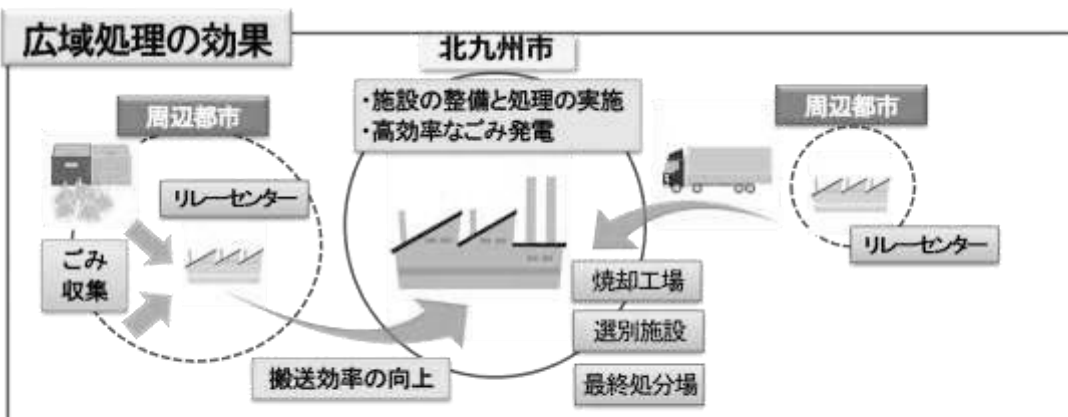 広域処理の効果
北九州市
・施設の整備と処理の実施
・高効率なごみ発電
周辺都市
リレーセンター
ごみ
収集
搬送効率の向上
周辺都市
リレーセンター
焼却工場
選別施設
最終処分場